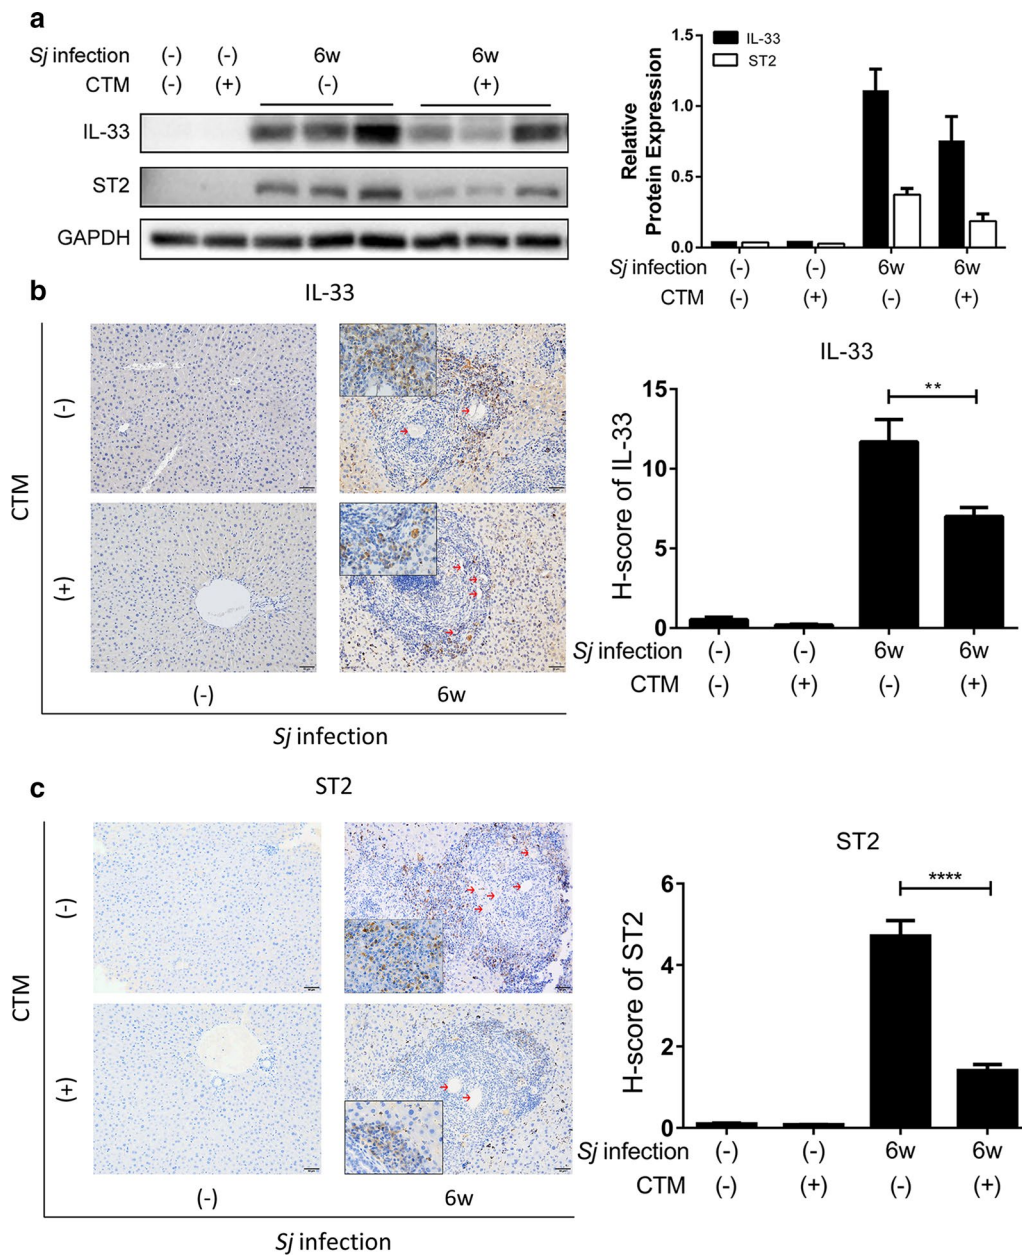 a
Sj infection (-) (-) 6w 6w
CTM (-) (+) (-) (+)
IL-33
ST2
GAPDH
IL-33
ST2
Relative
Protein Expression
1.5
1.0
0.5
0.0
Sj infection (-) (-) 6w 6w
CTM (-) (+) (-) (+)
b
IL-33
CTM
(-)
(+)
(-) 6w
Sj infection
IL-33
H-score of IL-33
15
10
5
0
**
Sj infection (-) (-) 6w 6w
CTM (-) (+) (-) (+)
c
ST2
CTM
(-)
(+)
(-) 6w
Sj infection
ST2
H-score of ST2
6
4
2
0
****
Sj infection (-) (-) 6w 6w
CTM (-) (+) (-) (+)